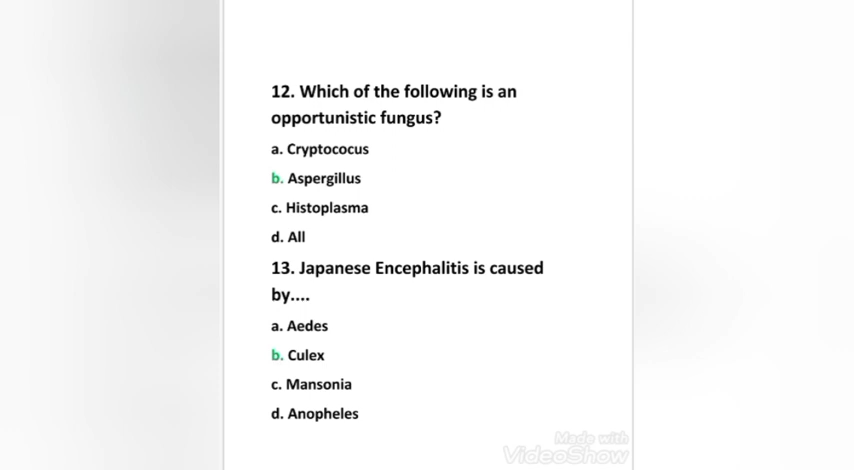 12. Which of the following is an
opportunistic fungus?
a. Cryptococus
b. Aspergillus
c. Histoplasma
d. All
13. Japanese Encephalitis is caused
by....
a. Aedes
b. Culex
c. Mansonia
d. Anopheles
Made with
VideoShow